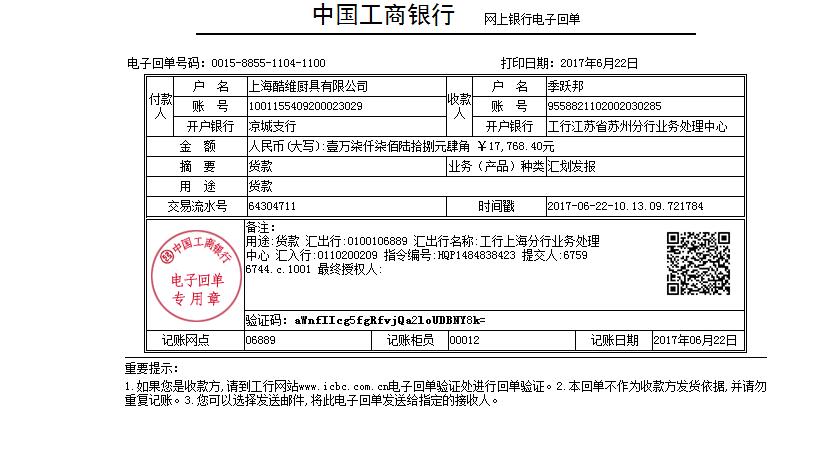 中国工商银行 网上银行电子回单
电子回单号码：0015-8855-1104-1100 打印日期：2017年6月22日
付款人 户 名 上海酷维厨具有限公司 收款人 户 名 季跃邦
账 号 1001155409200023029 账 号 9558821102002030285
开户银行 凉城支行 开户银行 工行江苏省苏州分行业务处理中心
金 额 人民币(大写):壹万柒仟柒佰陆拾捌元肆角 ￥17,768.40元
摘 要 货款 业务（产品）种类 汇划发报
用 途 货款
交易流水号 64304711 时间戳 2017-06-22-10.13.09.721784
中国工商银行
电子回单
专用章
备注：
用途:货款 汇出行:0100106889 汇出行名称:工行上海分行业务处理
中心 汇入行:0110200209 指令编号:HQP1484838423 提交人:6759
6744.c.1001 最终授权人:
验证码：aWnfIIcg5fgRfvjQa2loUDBNY8k=
记账网点 06889 记账柜员 00012 记账日期 2017年06月22日
重要提示：
1.如果您是收款方,请到工行网站www.icbc.com.cn电子回单验证处进行回单验证。2.本回单不作为收款方发货依据,并请勿
重复记账。3.您可以选择发送邮件,将此电子回单发送给指定的接收人。